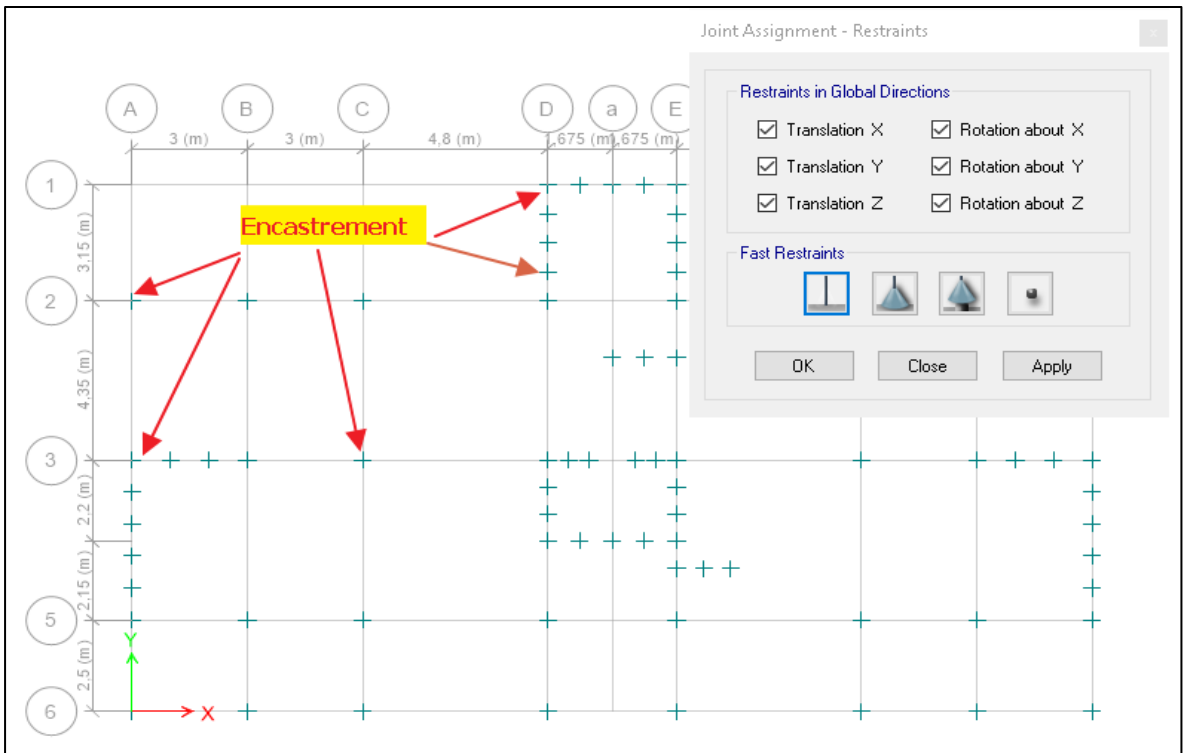 Joint Assignment - Restraints
x
Restraints in Global Directions
Translation X
Rotation about X
Translation Y
Rotation about Y
Translation Z
Rotation about Z
Fast Restraints
OK
Close
Apply
A
B
C
D
a
E
3 (m)
3 (m)
4,8 (m)
1,675 (m)
1,675 (m)
1
3,15 (m)
Encastrement
2
4,35 (m)
3
2,2 (m)
2,15 (m)
5
Y
2,5 (m)
6
X